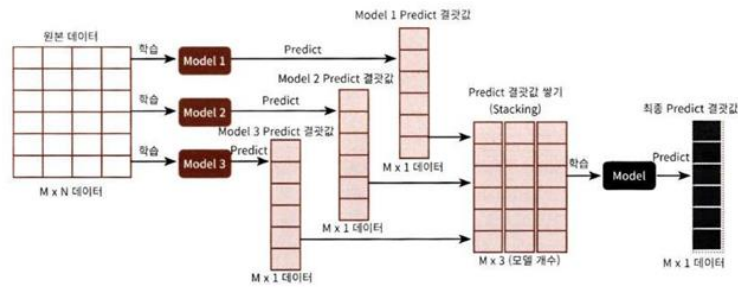 원본 데이터
Model 1 Predict 결괏값
학습
Model 1
Predict
Model 2 Predict 결괏값
학습
Model 2
Predict
Predict 결괏값 쌓기
(Stacking)
최종 Predict 결괏값
Model 3 Predict 결괏값
학습
Model 3
Predict
학습
Model
Predict
M x 1 데이터
M x N 데이터
M x 1 데이터
M x 3 (모델 개수)
M x 1 데이터
M x 1 데이터